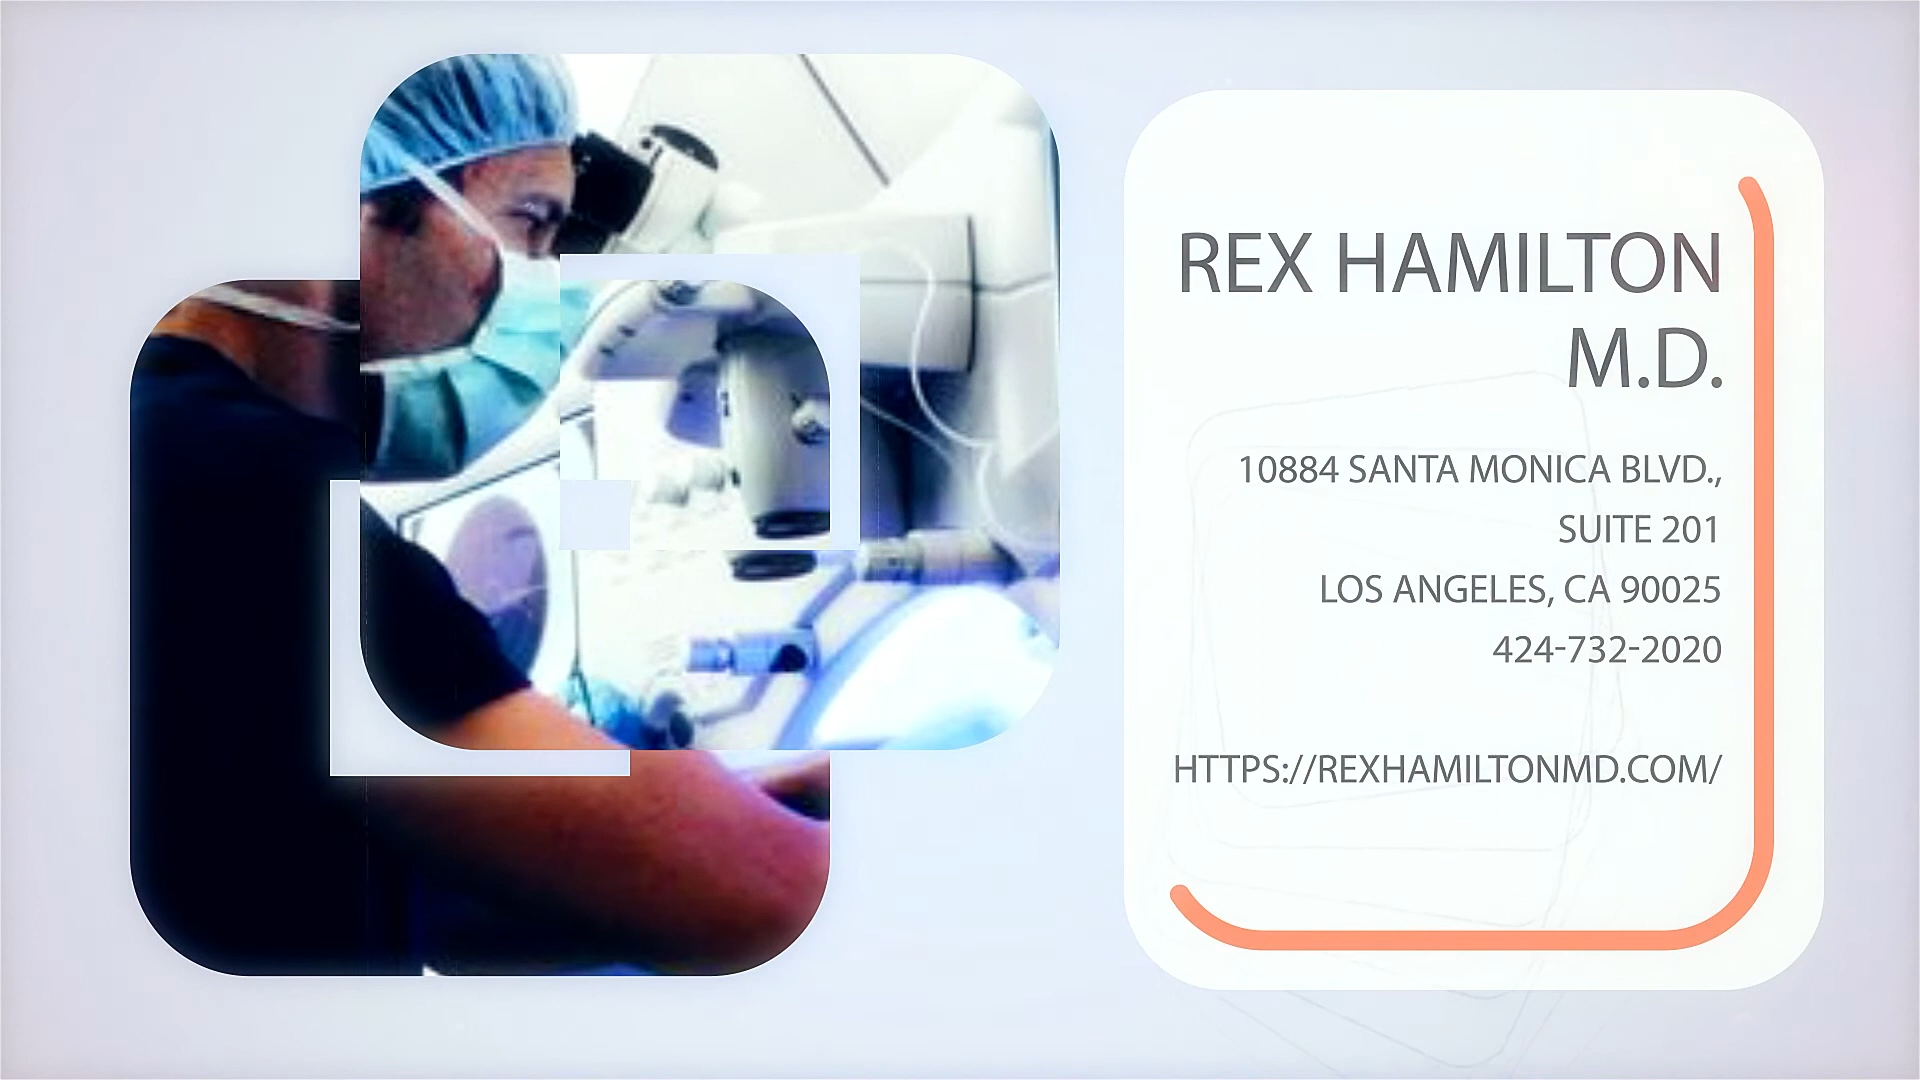 REX HAMILTON
M.D.
10884 SANTA MONICA BLVD.,
SUITE 201
LOS ANGELES, CA 90025
424-732-2020
HTTPS://REXHAMILTONMD.COM/